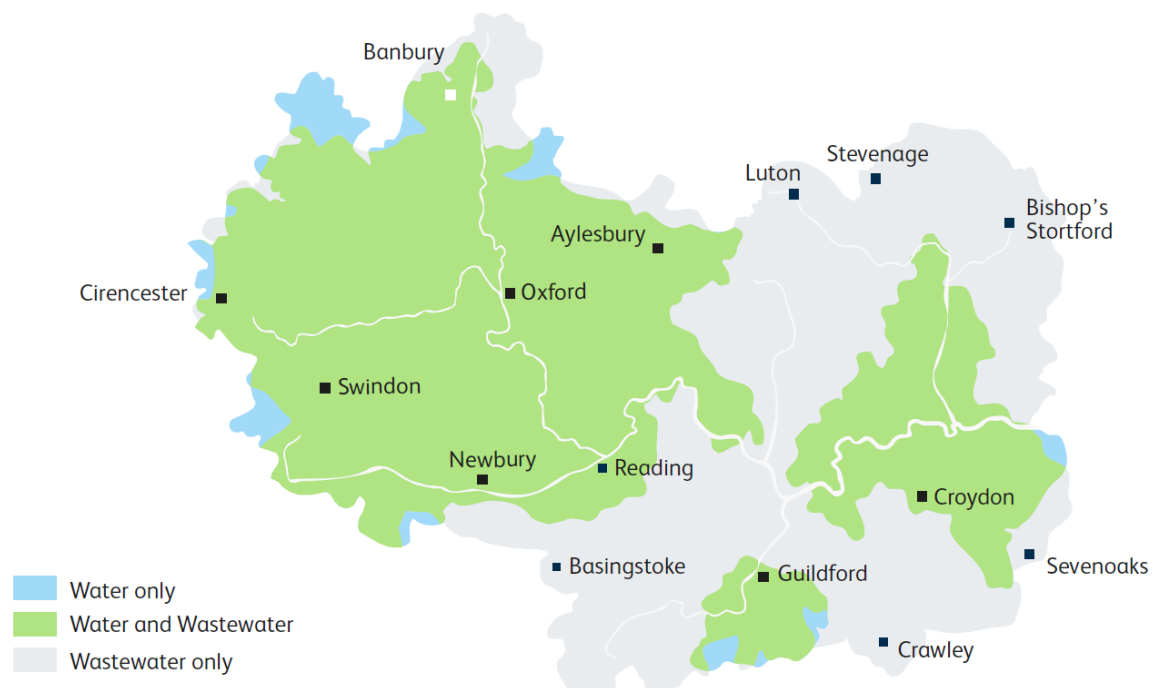 Banbury
Stevenage
Luton
Bishop's
Stortford
Aylesbury
Cirencester
Oxford
Swindon
Newbury
Reading
Croydon
Basingstoke
Guildford
Sevenoaks
Crawley
Water only
Water and Wastewater
Wastewater only